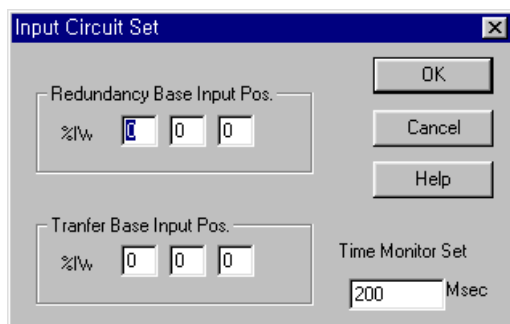 Input Circuit Set
OK
Redundancy Base Input Pos.
%IW 0 0 0
Cancel
Help
Tranfer Base Input Pos.
%IW 0 0 0
Time Monitor Set
200 Msec